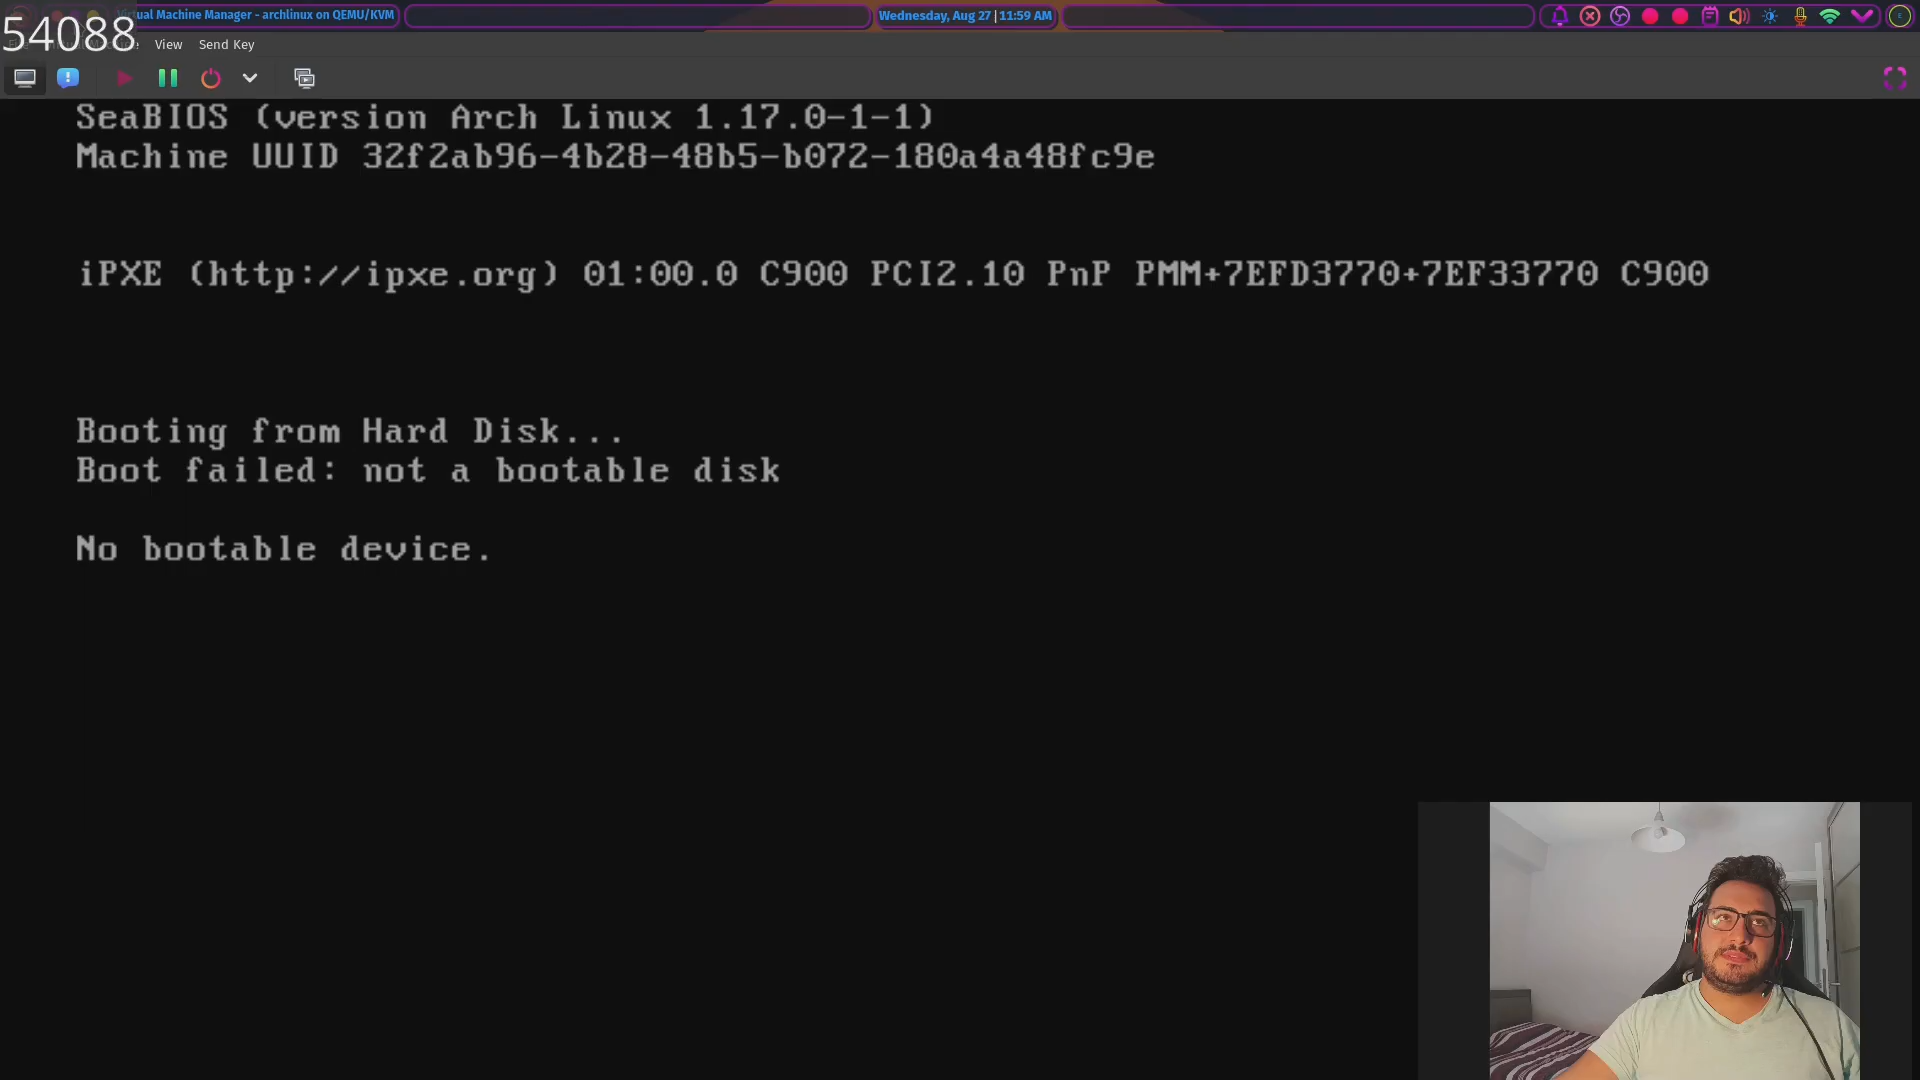 Virtual Machine Manager - archlinux on QEMU/KVM
Wednesday, Aug 27 | 11:59 AM
54088
View
Send Key
SeaBIOS (version Arch Linux 1.17.0-1-1)
Machine UUID 32f2ab96-4b28-48b5-b072-180a4a48fc9e
iPXE (http://ipxe.org) 01:00.0 C900 PCI2.10 PnP PMM+7EFD3770+7EF33770 C900
Booting from Hard Disk...
Boot failed: not a bootable disk
No bootable device.